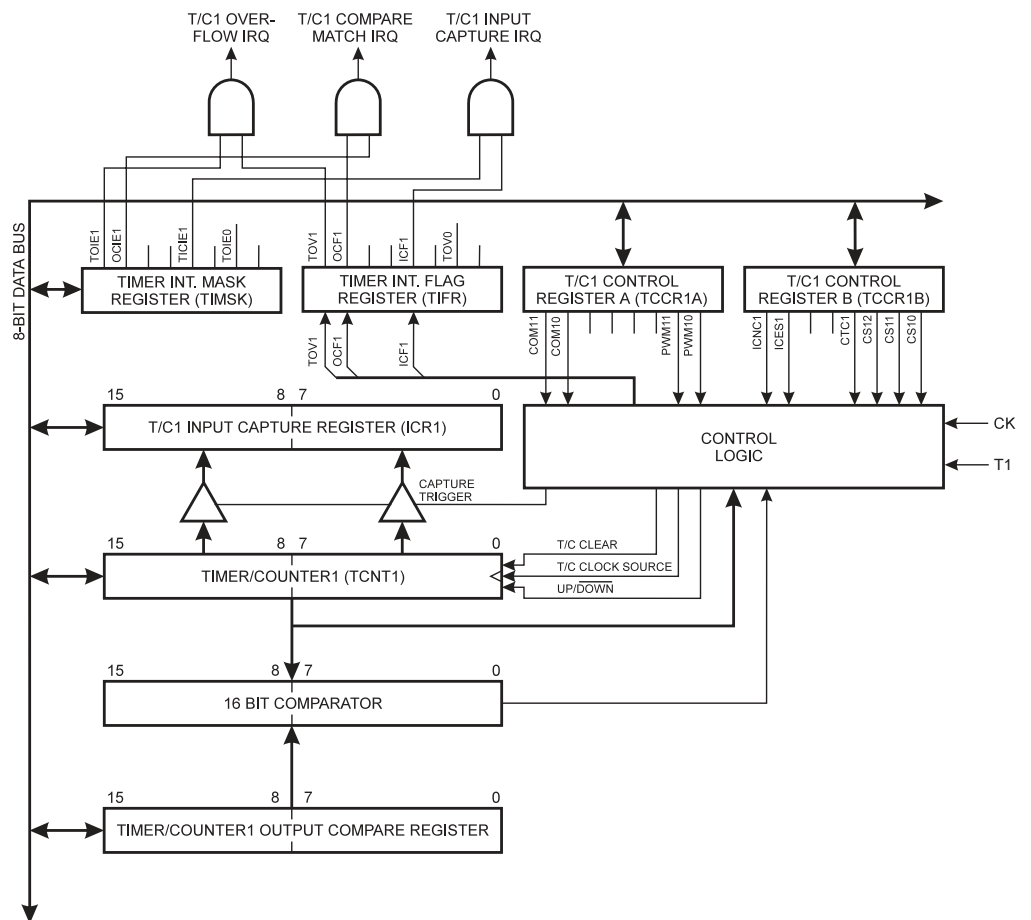 T/C1 OVER-
FLOW IRQ
T/C1 COMPARE
MATCH IRQ
T/C1 INPUT
CAPTURE IRQ
8-BIT DATA BUS
TOIE1
OCIE1
TICIE1
TOIE0
TOV1
OCF1
ICF1
TOV0
TIMER INT. MASK
REGISTER (TIMSK)
TIMER INT. FLAG
REGISTER (TIFR)
T/C1 CONTROL
REGISTER A (TCCR1A)
T/C1 CONTROL
REGISTER B (TCCR1B)
TOV1
OCF1
ICF1
COM11
COM10
PWM11
PWM10
ICNC1
ICES1
CTC1
CS12
CS11
CS10
15 8 7 0
T/C1 INPUT CAPTURE REGISTER (ICR1)
CONTROL
LOGIC
CK
T1
CAPTURE
TRIGGER
15 8 7 0
TIMER/COUNTER1 (TCNT1)
T/C CLEAR
T/C CLOCK SOURCE
UP/DOWN
15 8 7 0
16 BIT COMPARATOR
15 8 7 0
TIMER/COUNTER1 OUTPUT COMPARE REGISTER